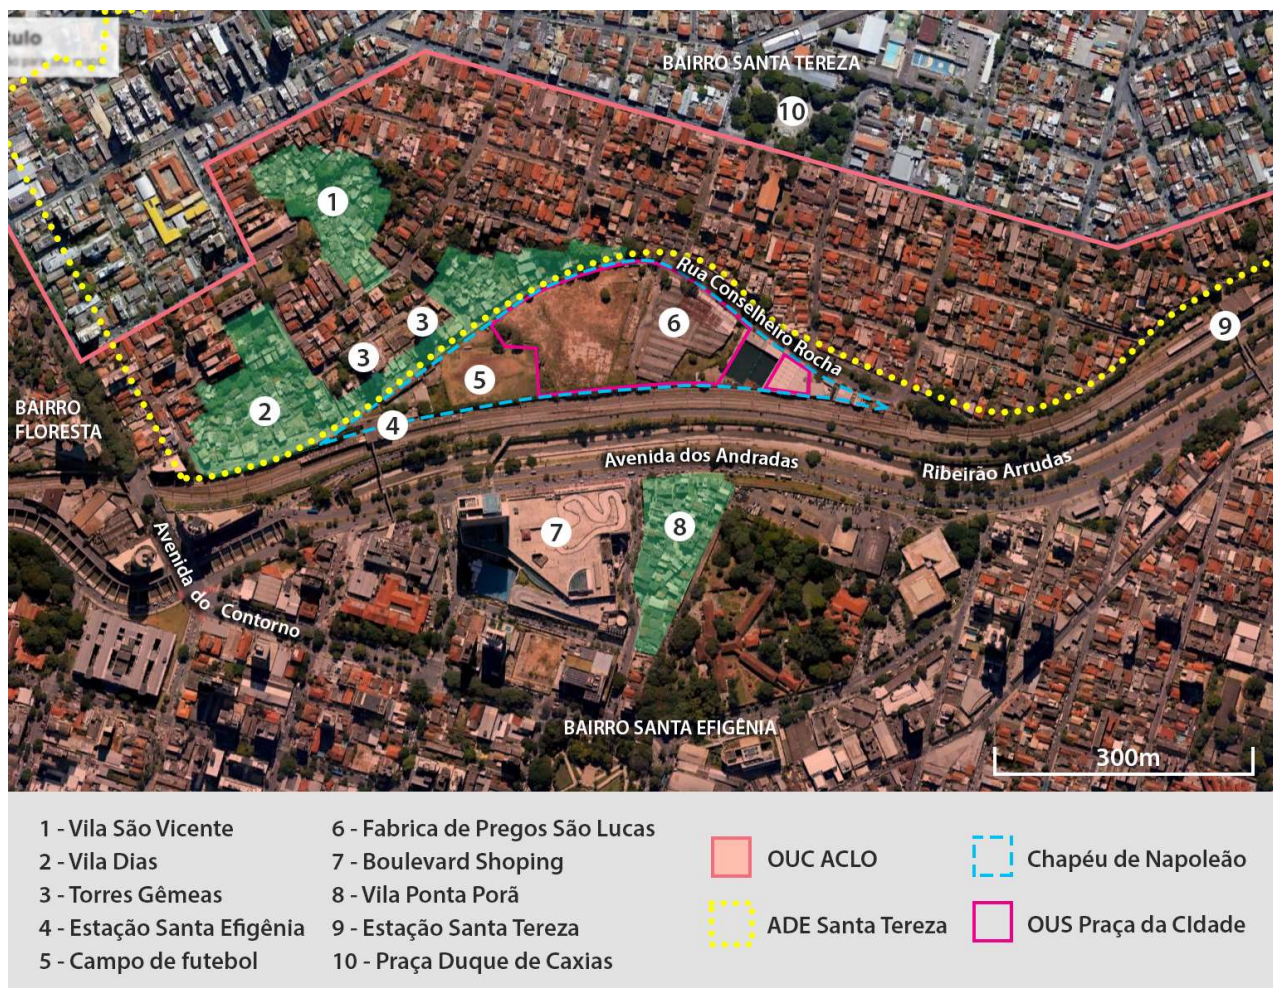 tulo
BAIRRO SANTA TEREZA
10
1
Rua Conselheiro Rocha
3
6
9
3
5
BAIRRO
FLORESTA
2
4
Avenida dos Andradas
Ribeirão Arrudas
Avenida do Contorno
7
8
BAIRRO SANTA EFIGÊNIA
300m
1 - Vila São Vicente
2 - Vila Dias
3 - Torres Gêmeas
4 - Estação Santa Efigênia
5 - Campo de futebol
6 - Fabrica de Pregos São Lucas
7 - Boulevard Shoping
8 - Vila Ponta Porã
9 - Estação Santa Tereza
10 - Praça Duque de Caxias
OUC ACLO
ADE Santa Tereza
Chapéu de Napoleão
OUS Praça da CIdade